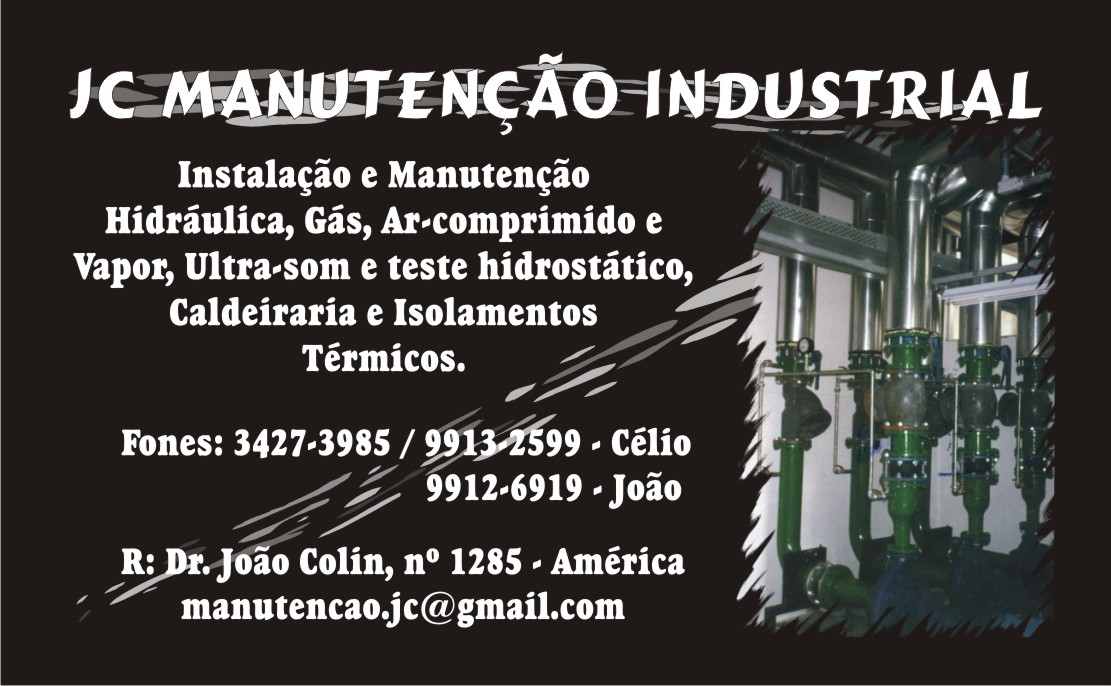 JC MANUTENÇÃO INDUSTRIAL
Instalação e Manutenção
Hidráulica, Gás, Ar-comprimido e
Vapor, Ultra-som e teste hidrostático,
Caldeiraria e Isolamentos
Térmicos.
Fones: 3427-3985 / 9913-2599 - Célio
9912-6919 - João
R: Dr. João Colin, nº 1285 - América
manutencao.jc@gmail.com